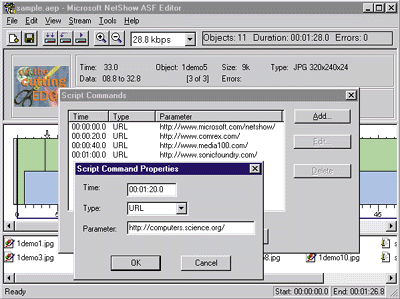 sample.aep - Microsoft NetShow ASF Editor
File Edit View Stream Tools Help
28.8 kbps
Objects: 11 Duration: 00:01:28.0 Errors: 0
Time: 33.0 Object: 1demo5 Size: 9k Type: JPG 320x240x24
Data: 08.8 to 32.8 [3 of 3] Errors:
cutting
EDGE
Script Commands
Time Type Parameter
00:00:00.0 URL http://www.microsoft.com/netshow/
00:00:20.0 URL http://www.comrex.com/
00:00:40.0 URL http://www.media100.com/
00:01:00.0 URL http://www.sonicfoundry.com/
Add...
Edit...
Delete
Script Command Properties
Time: 00:01:20.0
Type: URL
Parameter: http://computers.science.org/
OK Cancel
45
1demo1.jpg
1demo3.jpg
8.jpg
1demo10.jpg
Ready
Start: 00:00:00.0 End: 00:01:26.8